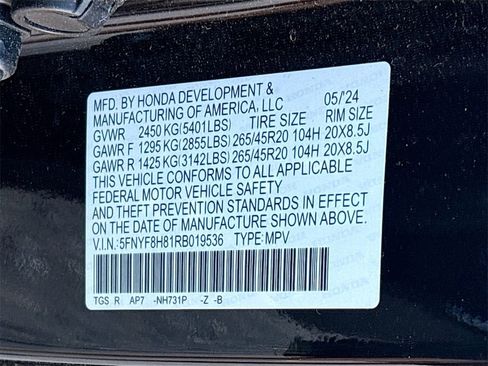 MFD. BY HONDA DEVELOPMENT &
MANUFACTURING OF AMERICA, LLC 05/'24
GVWR 2450 KG(5401LBS) TIRE SIZE RIM SIZE
GAWR F 1295 KG(2855LBS) 265/45R20 104H 20X8.5J
GAWR R 1425 KG(3142LBS) 265/45R20 104H 20X8.5J
THIS VEHICLE CONFORMS TO ALL APPLICABLE
FEDERAL MOTOR VEHICLE SAFETY
AND THEFT PREVENTION STANDARDS IN EFFECT
ON THE DATE OF MANUFACTURE SHOWN ABOVE.
V.I.N.: 5FNYF8H81RB019536 TYPE: MPV
TGS R AP7 -NH731P -Z -B